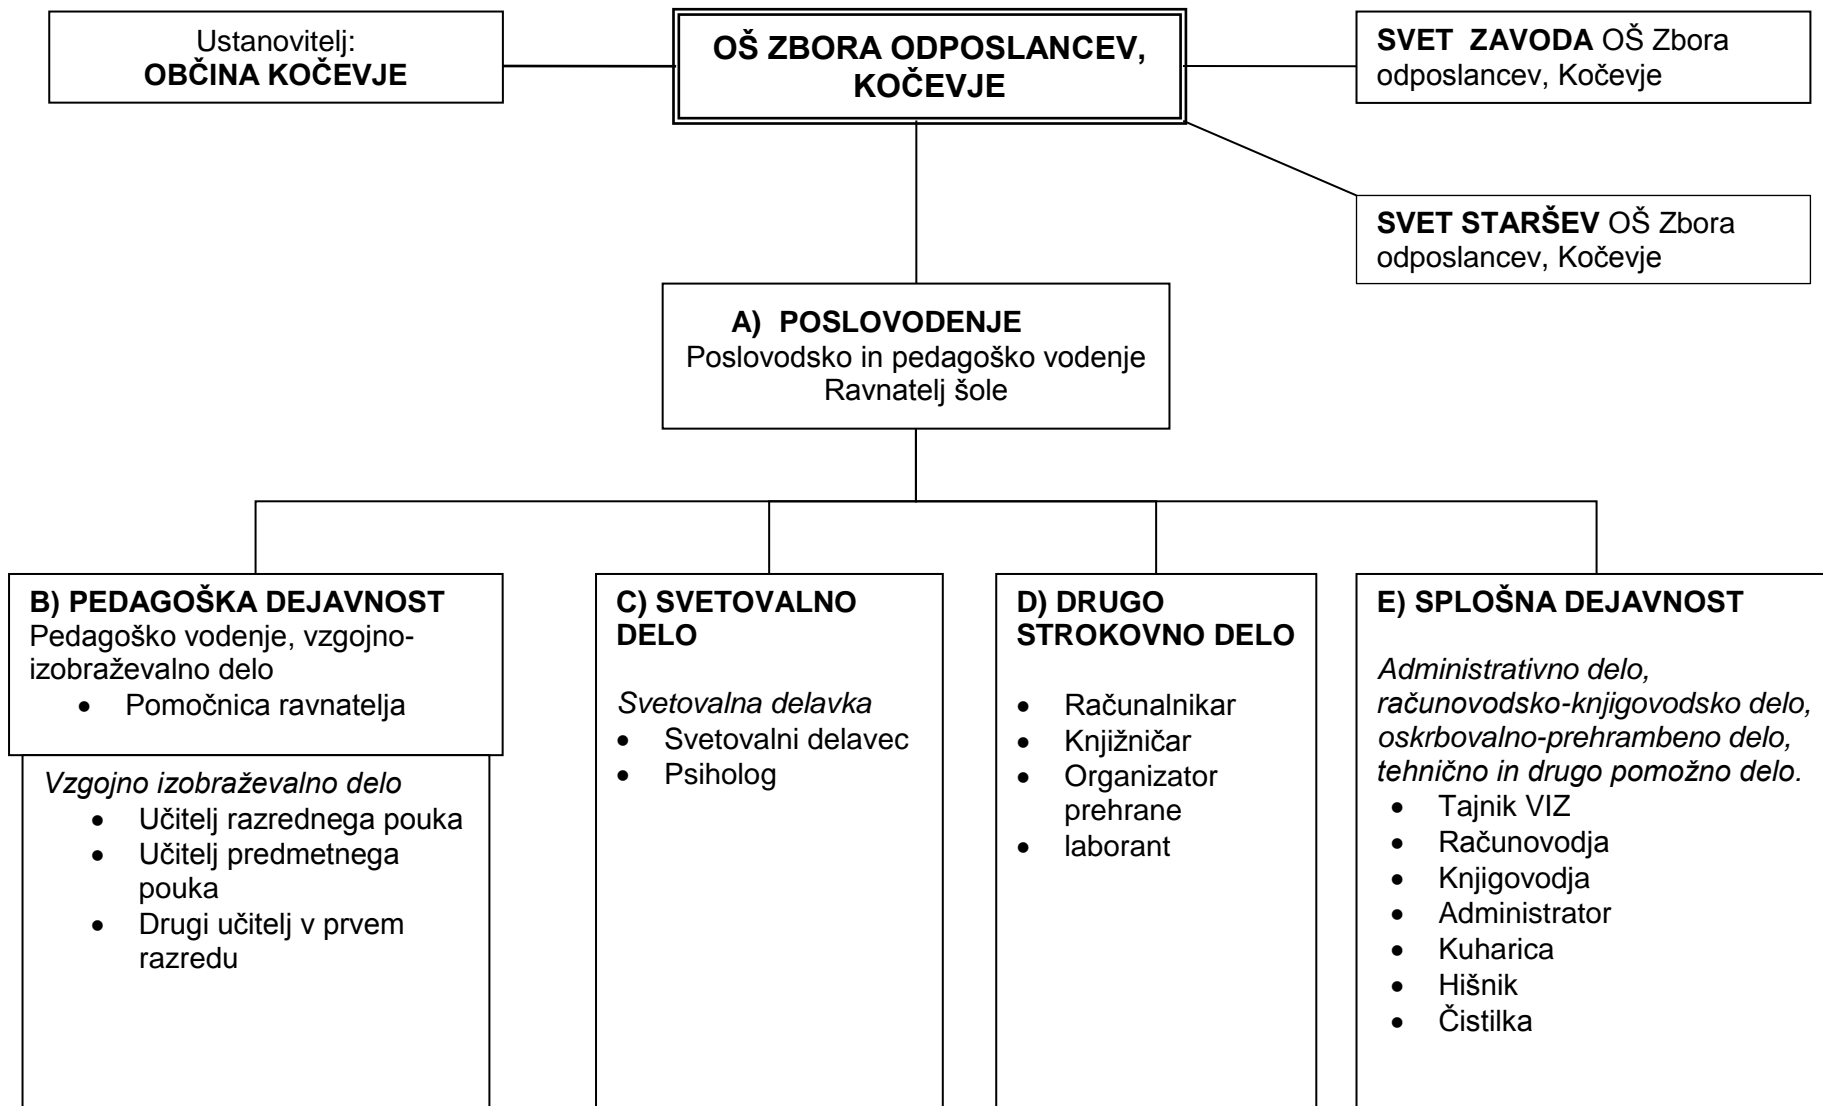 Ustanovitelj:
OBČINA KOČEVJE
OŠ ZBORA ODPOSLANCEV,
KOČEVJE
SVET  ZAVODA OŠ Zbora
odposlancev, Kočevje
SVET STARŠEV OŠ Zbora
odposlancev, Kočevje
A)  POSLOVODENJE
Poslovodsko in pedagoško vodenje
Ravnatelj šole
B) PEDAGOŠKA DEJAVNOST
Pedagoško vodenje, vzgojno-
izobraževalno delo
• Pomočnica ravnatelja
Vzgojno izobraževalno delo
• Učitelj razrednega pouka
• Učitelj predmetnega
pouka
• Drugi učitelj v prvem
razredu
C) SVETOVALNO
DELO
Svetovalna delavka
• Svetovalni delavec
• Psiholog
D) DRUGO
STROKOVNO DELO
• Računalnikar
• Knjižničar
• Organizator
prehrane
• laborant
E) SPLOŠNA DEJAVNOST
Administrativno delo,
računovodsko-knjigovodsko delo,
oskrbovalno-prehrambeno delo,
tehnično in drugo pomožno delo.
• Tajnik VIZ
• Računovodja
• Knjigovodja
• Administrator
• Kuharica
• Hišnik
• Čistilka